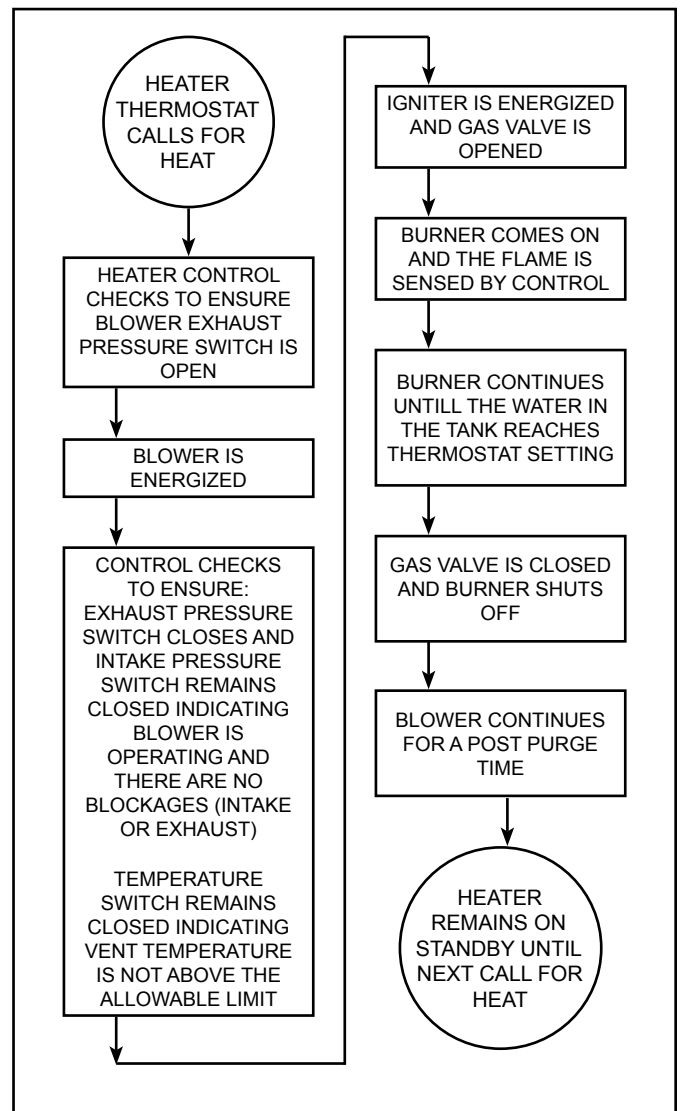 HEATER
THERMOSTAT
CALLS FOR
HEAT
HEATER CONTROL
CHECKS TO ENSURE
BLOWER EXHAUST
PRESSURE SWITCH IS
OPEN
BLOWER IS
ENERGIZED
CONTROL CHECKS
TO ENSURE:
EXHAUST PRESSURE
SWITCH CLOSES AND
INTAKE PRESSURE
SWITCH REMAINS
CLOSED INDICATING
BLOWER IS
OPERATING AND
THERE ARE NO
BLOCKAGES (INTAKE
OR EXHAUST)
TEMPERATURE
SWITCH REMAINS
CLOSED INDICATING
VENT TEMPERATURE
IS NOT ABOVE THE
ALLOWABLE LIMIT
IGNITER IS ENERGIZED
AND GAS VALVE IS
OPENED
BURNER COMES ON
AND THE FLAME IS
SENSED BY CONTROL
BURNER CONTINUES
UNTILL THE WATER IN
THE TANK REACHES
THERMOSTAT SETTING
GAS VALVE IS CLOSED
AND BURNER SHUTS
OFF
BLOWER CONTINUES
FOR A POST PURGE
TIME
HEATER
REMAINS ON
STANDBY UNTIL
NEXT CALL FOR
HEAT